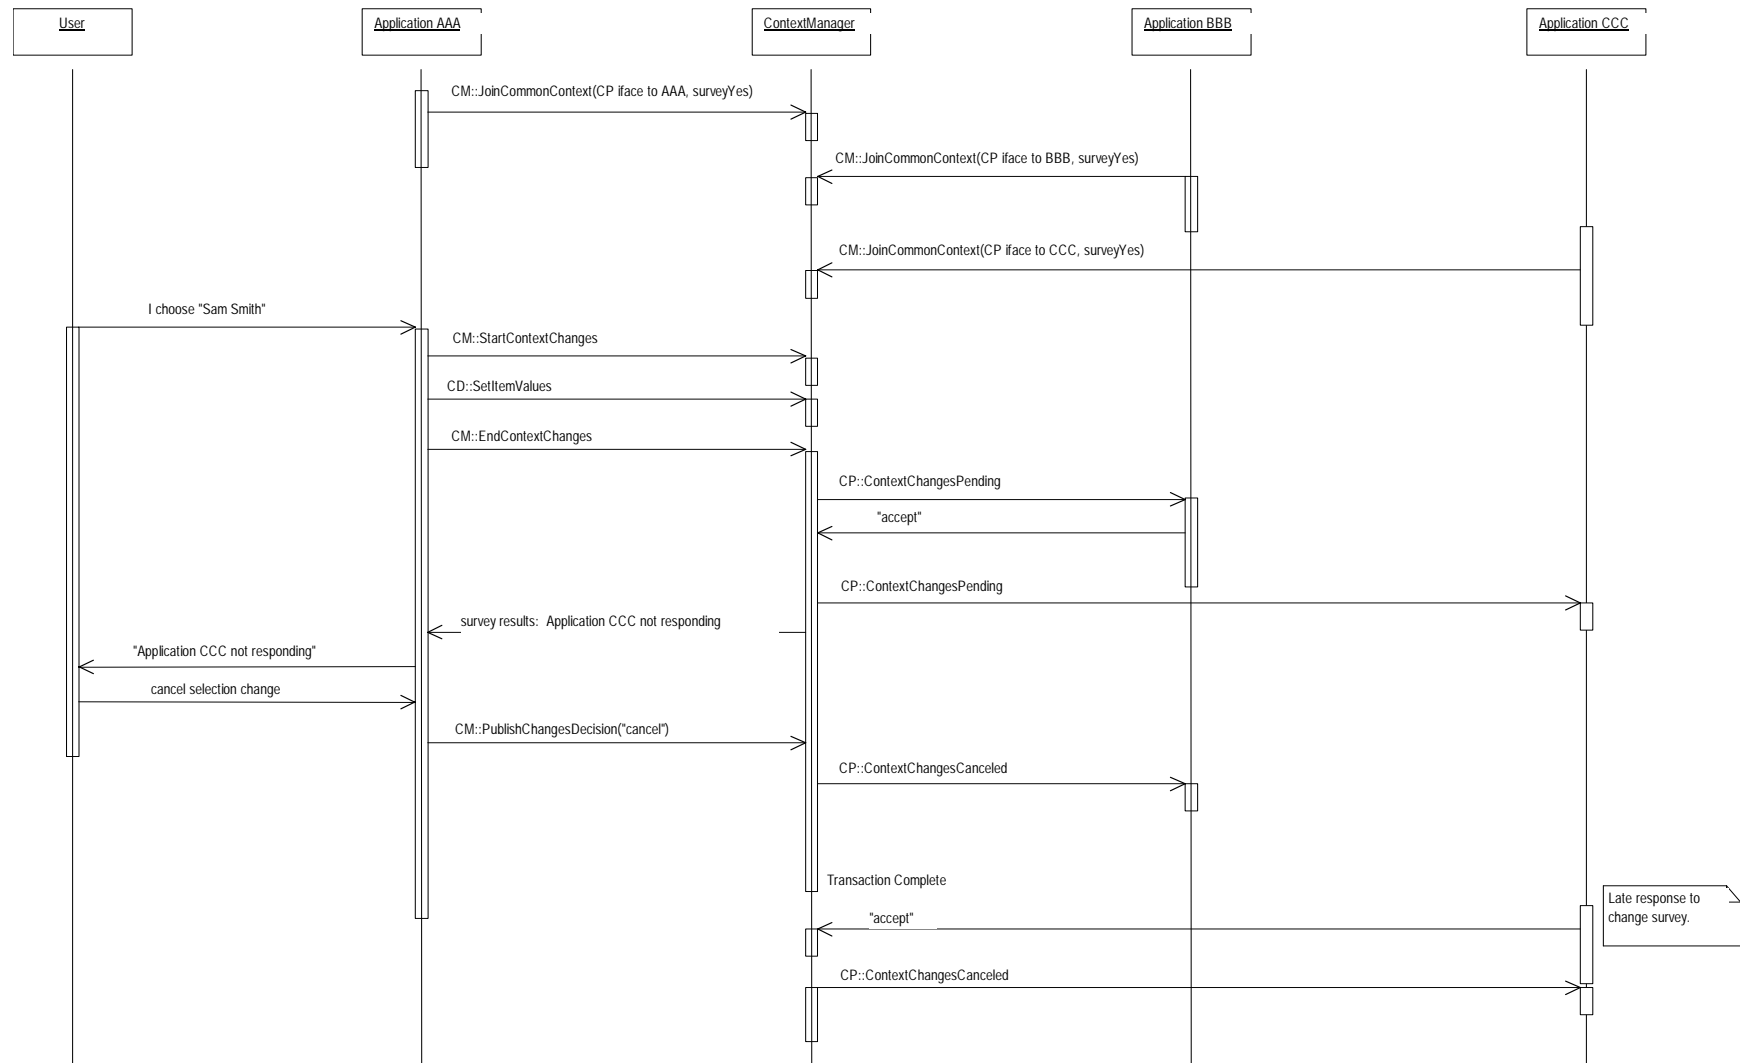 User
Application AAA
ContextManager
Application BBB
Application CCC
CM::JoinCommonContext(CP iface to AAA, surveyYes)
CM::JoinCommonContext(CP iface to BBB, surveyYes)
CM::JoinCommonContext(CP iface to CCC, surveyYes)
I choose "Sam Smith"
CM::StartContextChanges
CD::SetItemValues
CM::EndContextChanges
CP::ContextChangesPending
"accept"
CP::ContextChangesPending
survey results: Application CCC not responding
"Application CCC not responding"
cancel selection change
CM::PublishChangesDecision("cancel")
CP::ContextChangesCanceled
Transaction Complete
Late response to
change survey.
"accept"
CP::ContextChangesCanceled